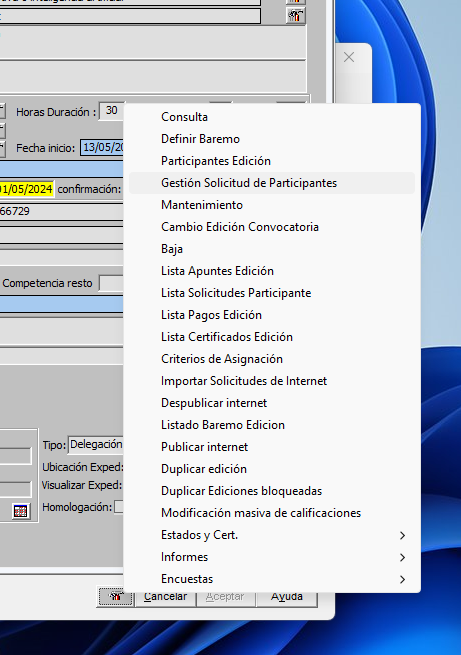 Horas Duración : 30
Fecha inicio: 13/05/20
01/05/2024 confirmación:
66729
Competencia resto
Tipo: Delegación
Ubicación Exped:
Visualizar Exped:
Homologación:
Consulta
Definir Baremo
Participantes Edición
Gestión Solicitud de Participantes
Mantenimiento
Cambio Edición Convocatoria
Baja
Lista Apuntes Edición
Lista Solicitudes Participante
Lista Pagos Edición
Lista Certificados Edición
Criterios de Asignación
Importar Solicitudes de Internet
Despublicar internet
Listado Baremo Edicion
Publicar internet
Duplicar edición
Duplicar Ediciones bloqueadas
Modificación masiva de calificaciones
Estados y Cert.
Informes
Encuestas
Cancelar Aceptar Ayuda